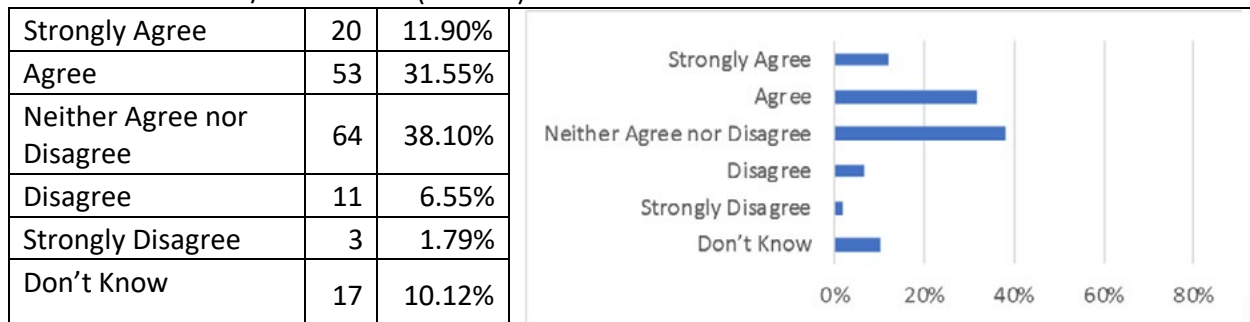 Strongly Agree 20 11.90%
Agree 53 31.55%
Neither Agree nor
Disagree 64 38.10%
Disagree 11 6.55%
Strongly Disagree 3 1.79%
Don't Know 17 10.12%
Strongly Agree
Agree
Neither Agree nor Disagree
Disagree
Strongly Disagree
Don't Know
0% 20% 40% 60% 80%